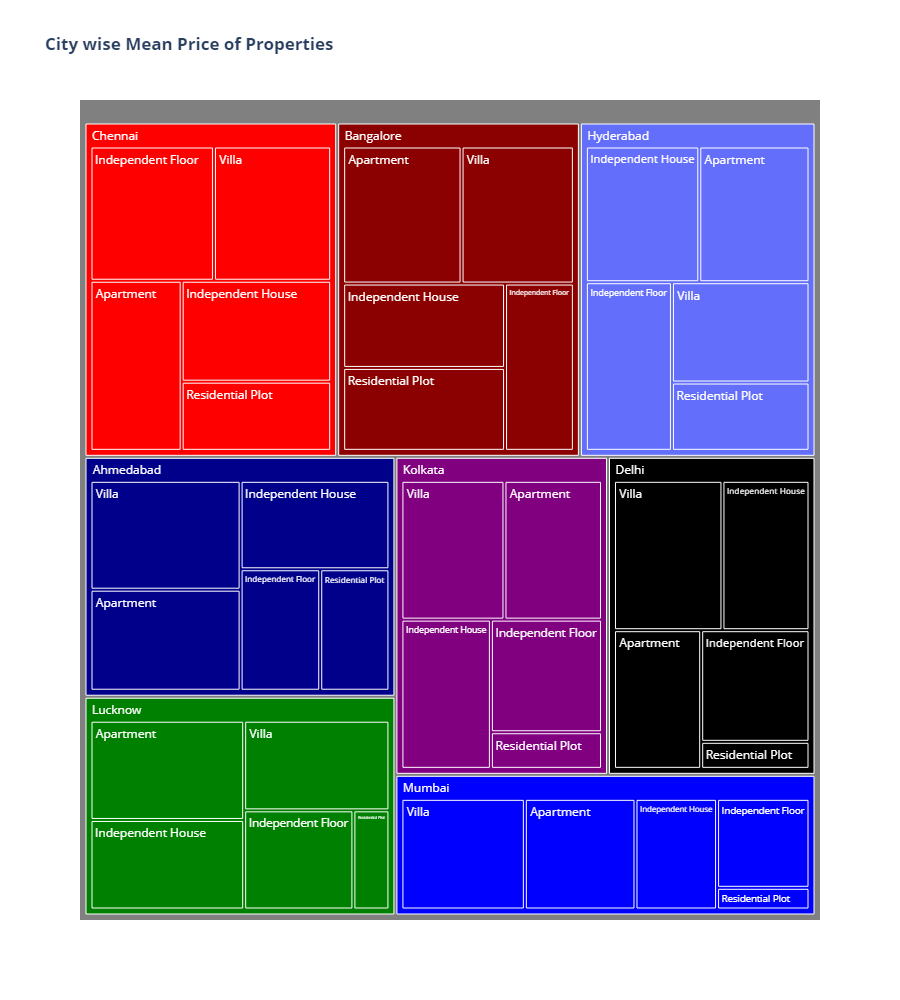 City wise Mean Price of Properties
Chennai
Independent Floor
Villa
Apartment
Independent House
Residential Plot
Bangalore
Apartment
Villa
Independent House
Independent Floor
Residential Plot
Hyderabad
Independent House
Apartment
Independent Floor
Villa
Residential Plot
Ahmedabad
Villa
Independent House
Apartment
Independent Floor
Residential Plot
Kolkata
Villa
Apartment
Independent House
Independent Floor
Residential Plot
Delhi
Villa
Independent House
Apartment
Independent Floor
Residential Plot
Lucknow
Apartment
Villa
Independent House
Independent Floor
Residential Plot
Mumbai
Villa
Apartment
Independent House
Independent Floor
Residential Plot